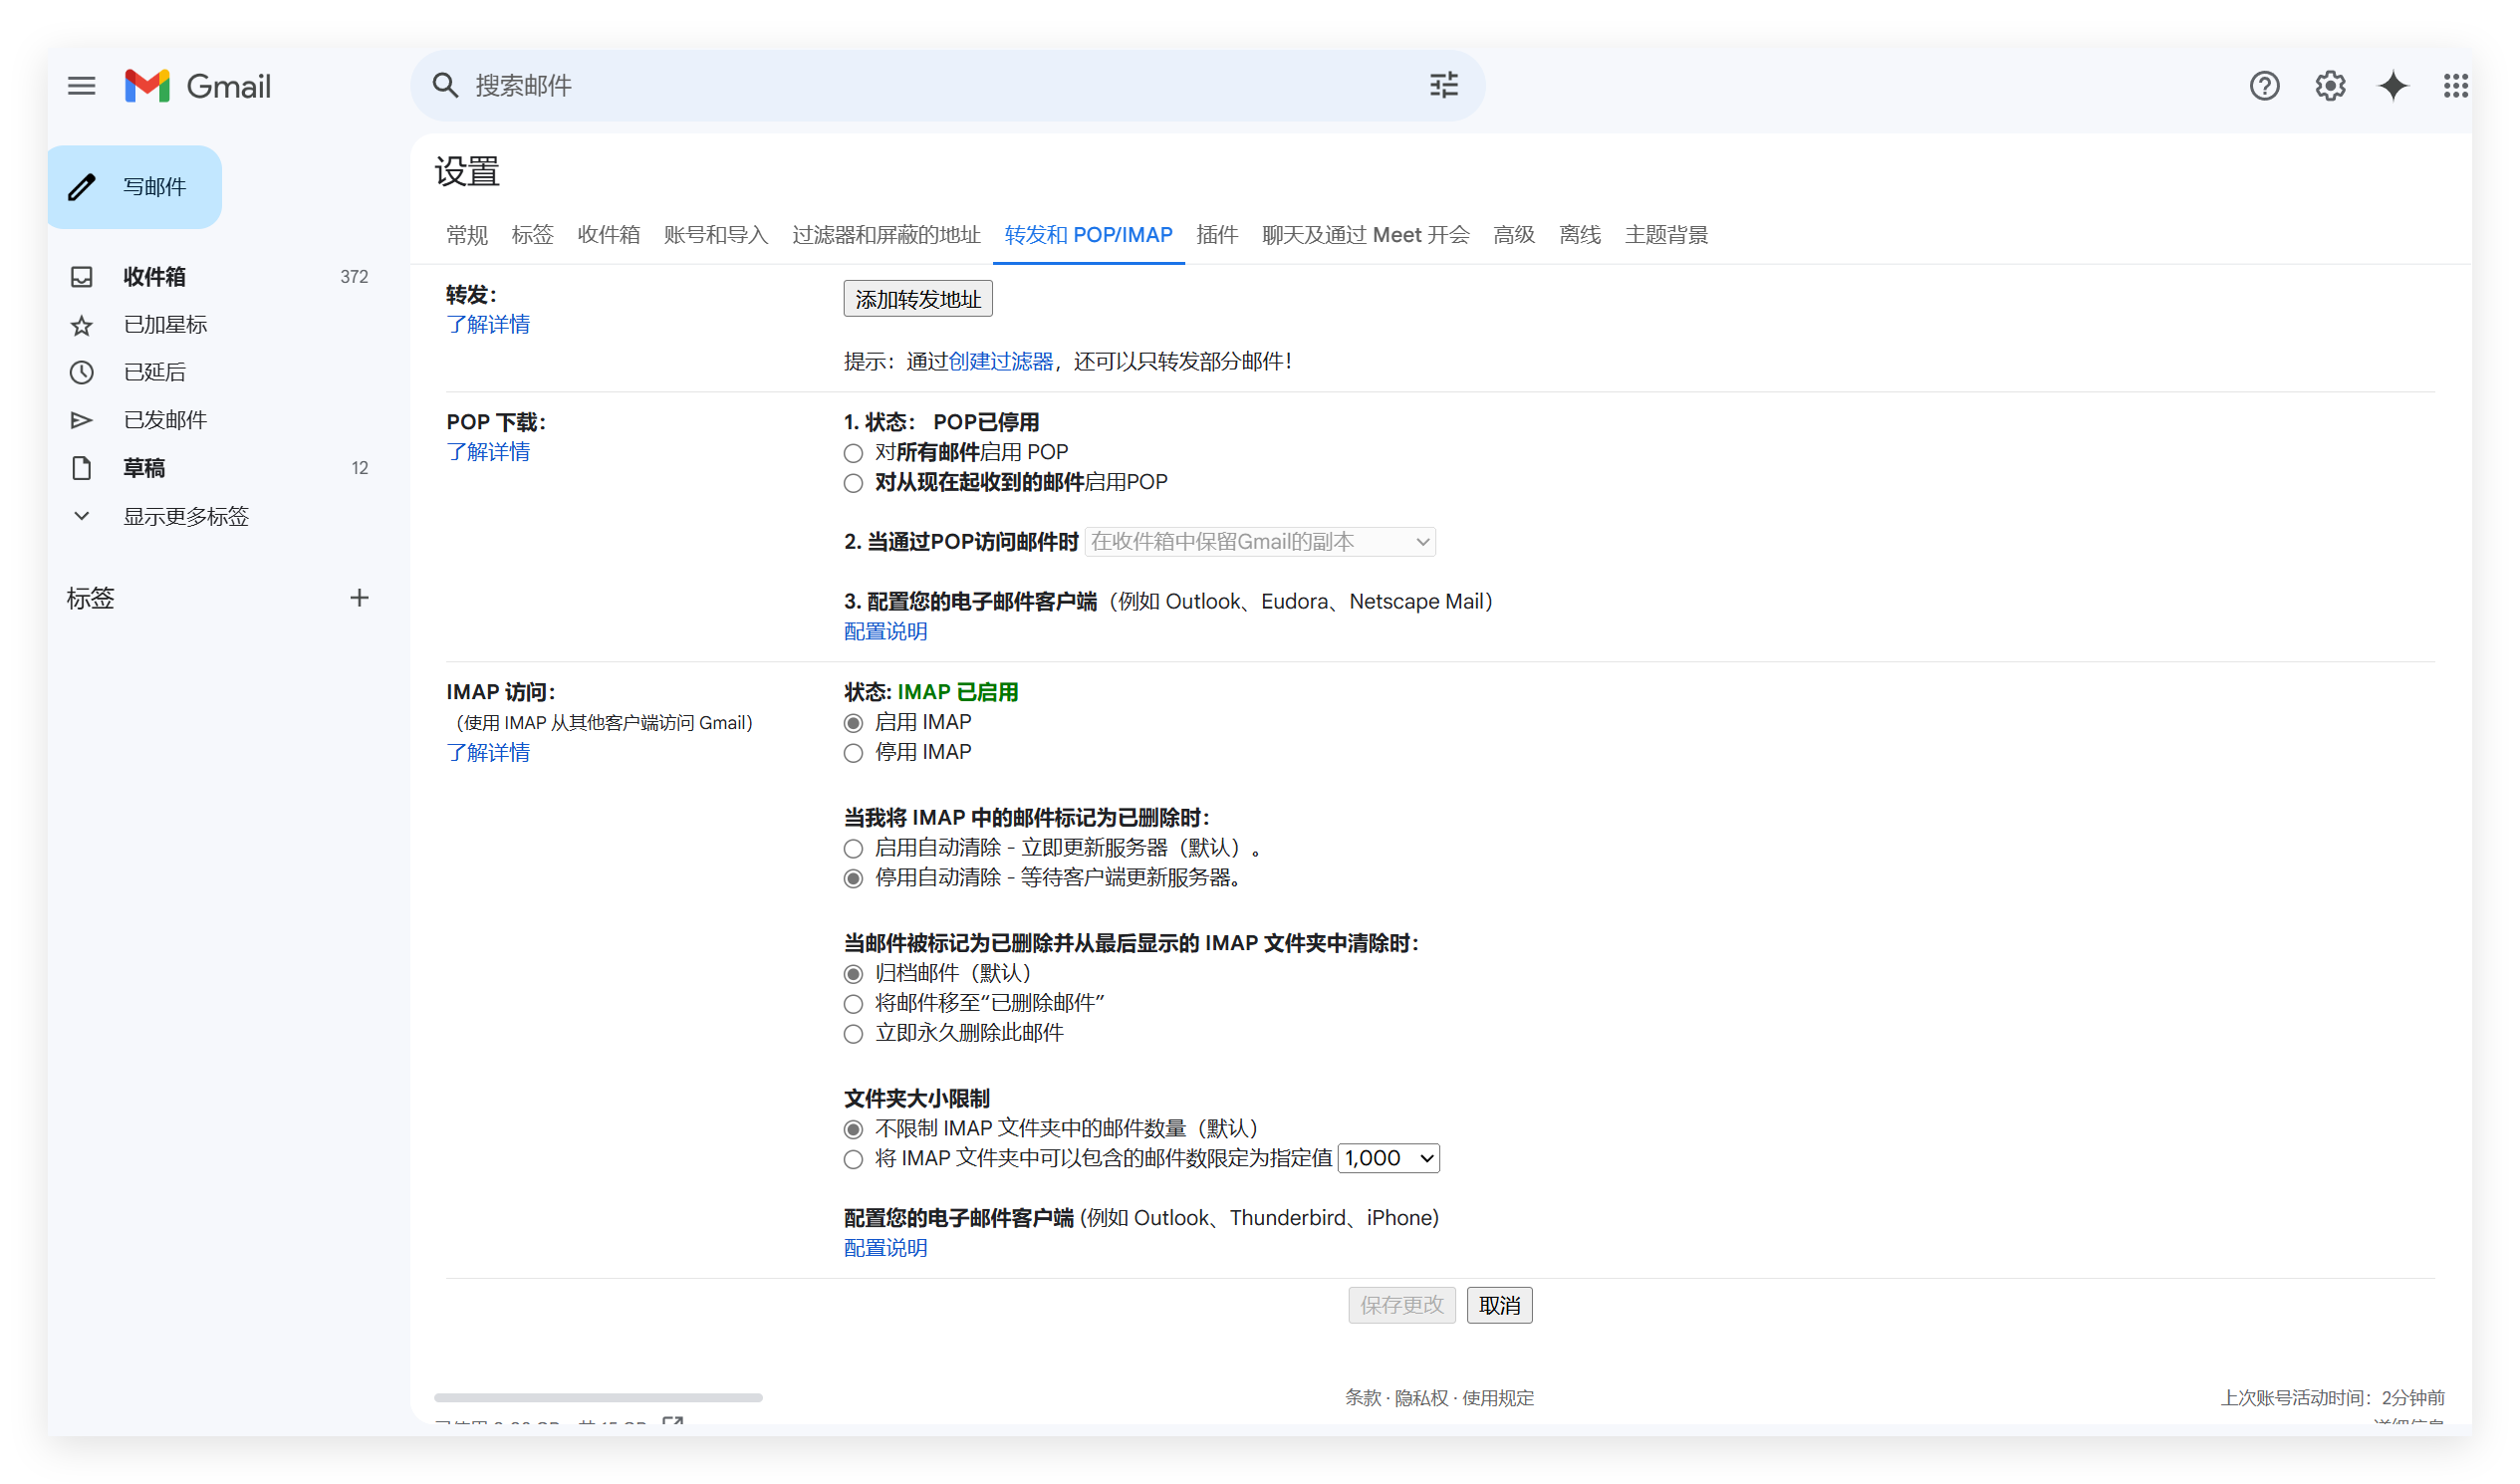 Gmail
搜索邮件
写邮件
收件箱 372
已加星标
已延后
已发邮件
草稿 12
显示更多标签
标签
设置
常规 标签 收件箱 账号和导入 过滤器和屏蔽的地址 转发和 POP/IMAP 插件 聊天及通过 Meet 开会 高级 离线 主题背景
转发：
了解详情
添加转发地址
提示：通过创建过滤器，还可以只转发部分邮件！
POP 下载：
了解详情
1. 状态： POP已停用
对所有邮件启用 POP
对从现在起收到的邮件启用POP
2. 当通过POP访问邮件时 在收件箱中保留Gmail的副本
3. 配置您的电子邮件客户端（例如 Outlook、Eudora、Netscape Mail）
配置说明
IMAP 访问：
（使用 IMAP 从其他客户端访问 Gmail）
了解详情
状态: IMAP 已启用
启用 IMAP
停用 IMAP
当我将 IMAP 中的邮件标记为已删除时：
启用自动清除 - 立即更新服务器（默认）。
停用自动清除 - 等待客户端更新服务器。
当邮件被标记为已删除并从最后显示的 IMAP 文件夹中清除时：
归档邮件（默认）
将邮件移至“已删除邮件”
立即永久删除此邮件
文件夹大小限制
不限制 IMAP 文件夹中的邮件数量（默认）
将 IMAP 文件夹中可以包含的邮件数限定为指定值 1,000
配置您的电子邮件客户端 (例如 Outlook、Thunderbird、iPhone)
配置说明
保存更改 取消
条款 · 隐私权 · 使用规定
上次账号活动时间：2分钟前
详细信息